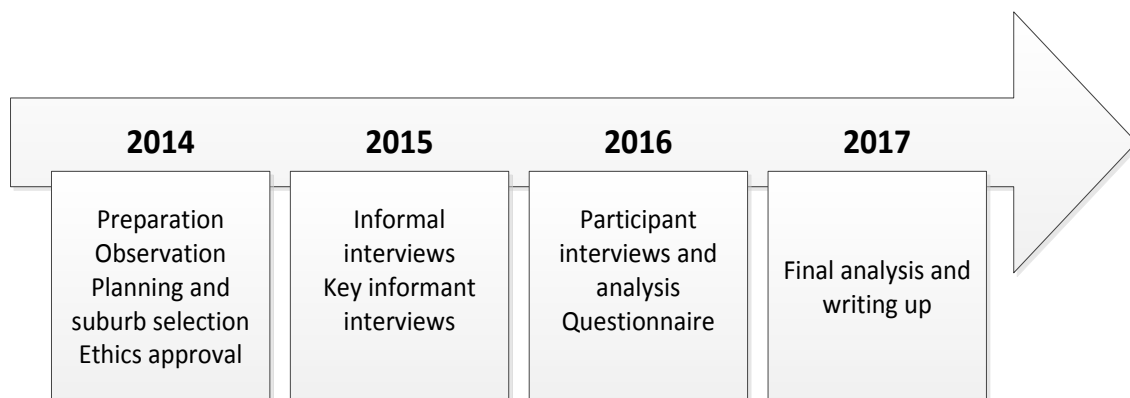 2014
2015
2016
2017
Preparation
Observation
Planning and
suburb selection
Ethics approval
Informal
interviews
Key informant
interviews
Participant
interviews and
analysis
Questionnaire
Final analysis and
writing up